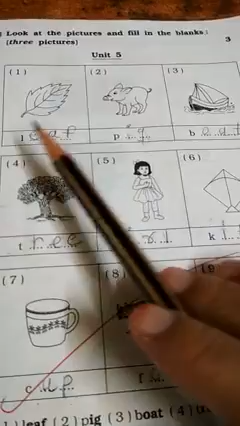 Look at the pictures and fill in the blanks
(three pictures) 3
Unit 5
(1) (2) (3)
l e a f p i g b o a t
(4) (5) (6)
t r e e
(7) (8) (9
c u p
leaf (2) pig (3) boat (4)